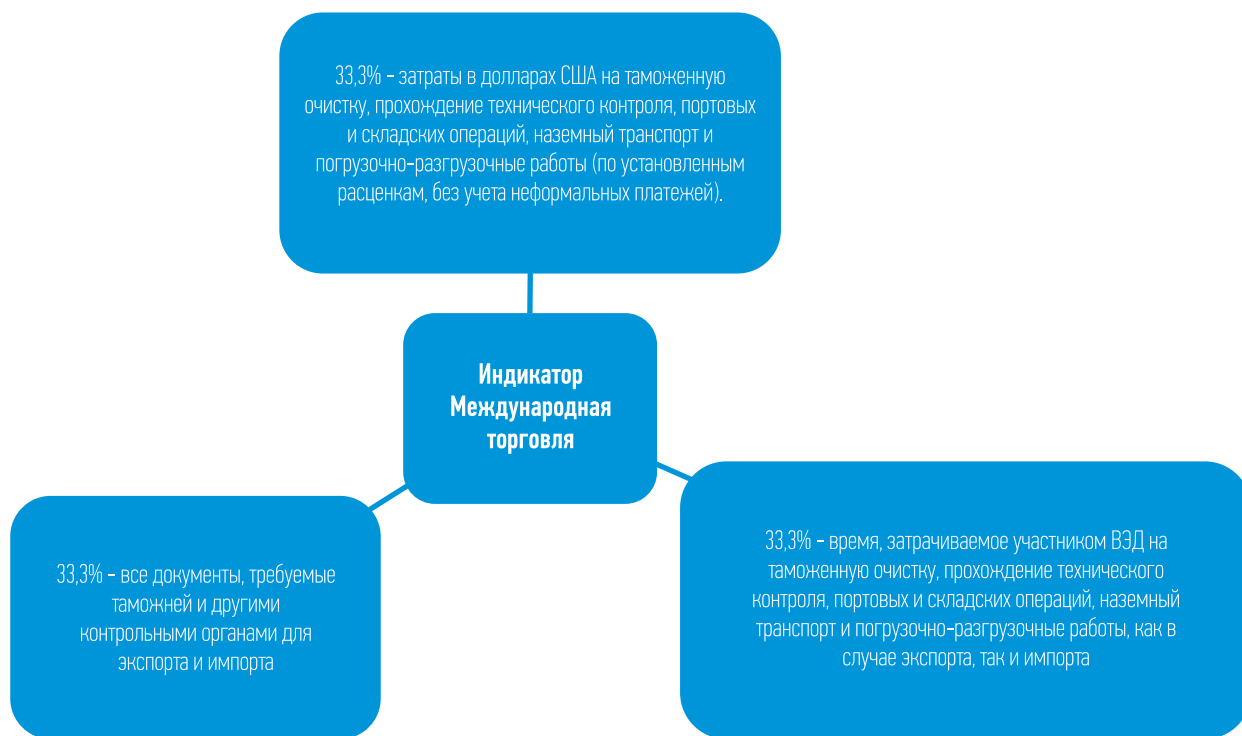 33,3% – затраты в долларах США на таможенную
очистку, прохождение технического контроля, портовых
и складских операций, наземный транспорт и
погрузочно-разгрузочные работы (по установленным
расценкам, без учета неформальных платежей).
Индикатор
Международная
торговля
33,3% – все документы, требуемые
таможней и другими
контрольными органами для
экспорта и импорта
33,3% – время, затрачиваемое участником ВЭД на
таможенную очистку, прохождение технического
контроля, портовых и складских операций, наземный
транспорт и погрузочно-разгрузочные работы, как в
случае экспорта, так и импорта